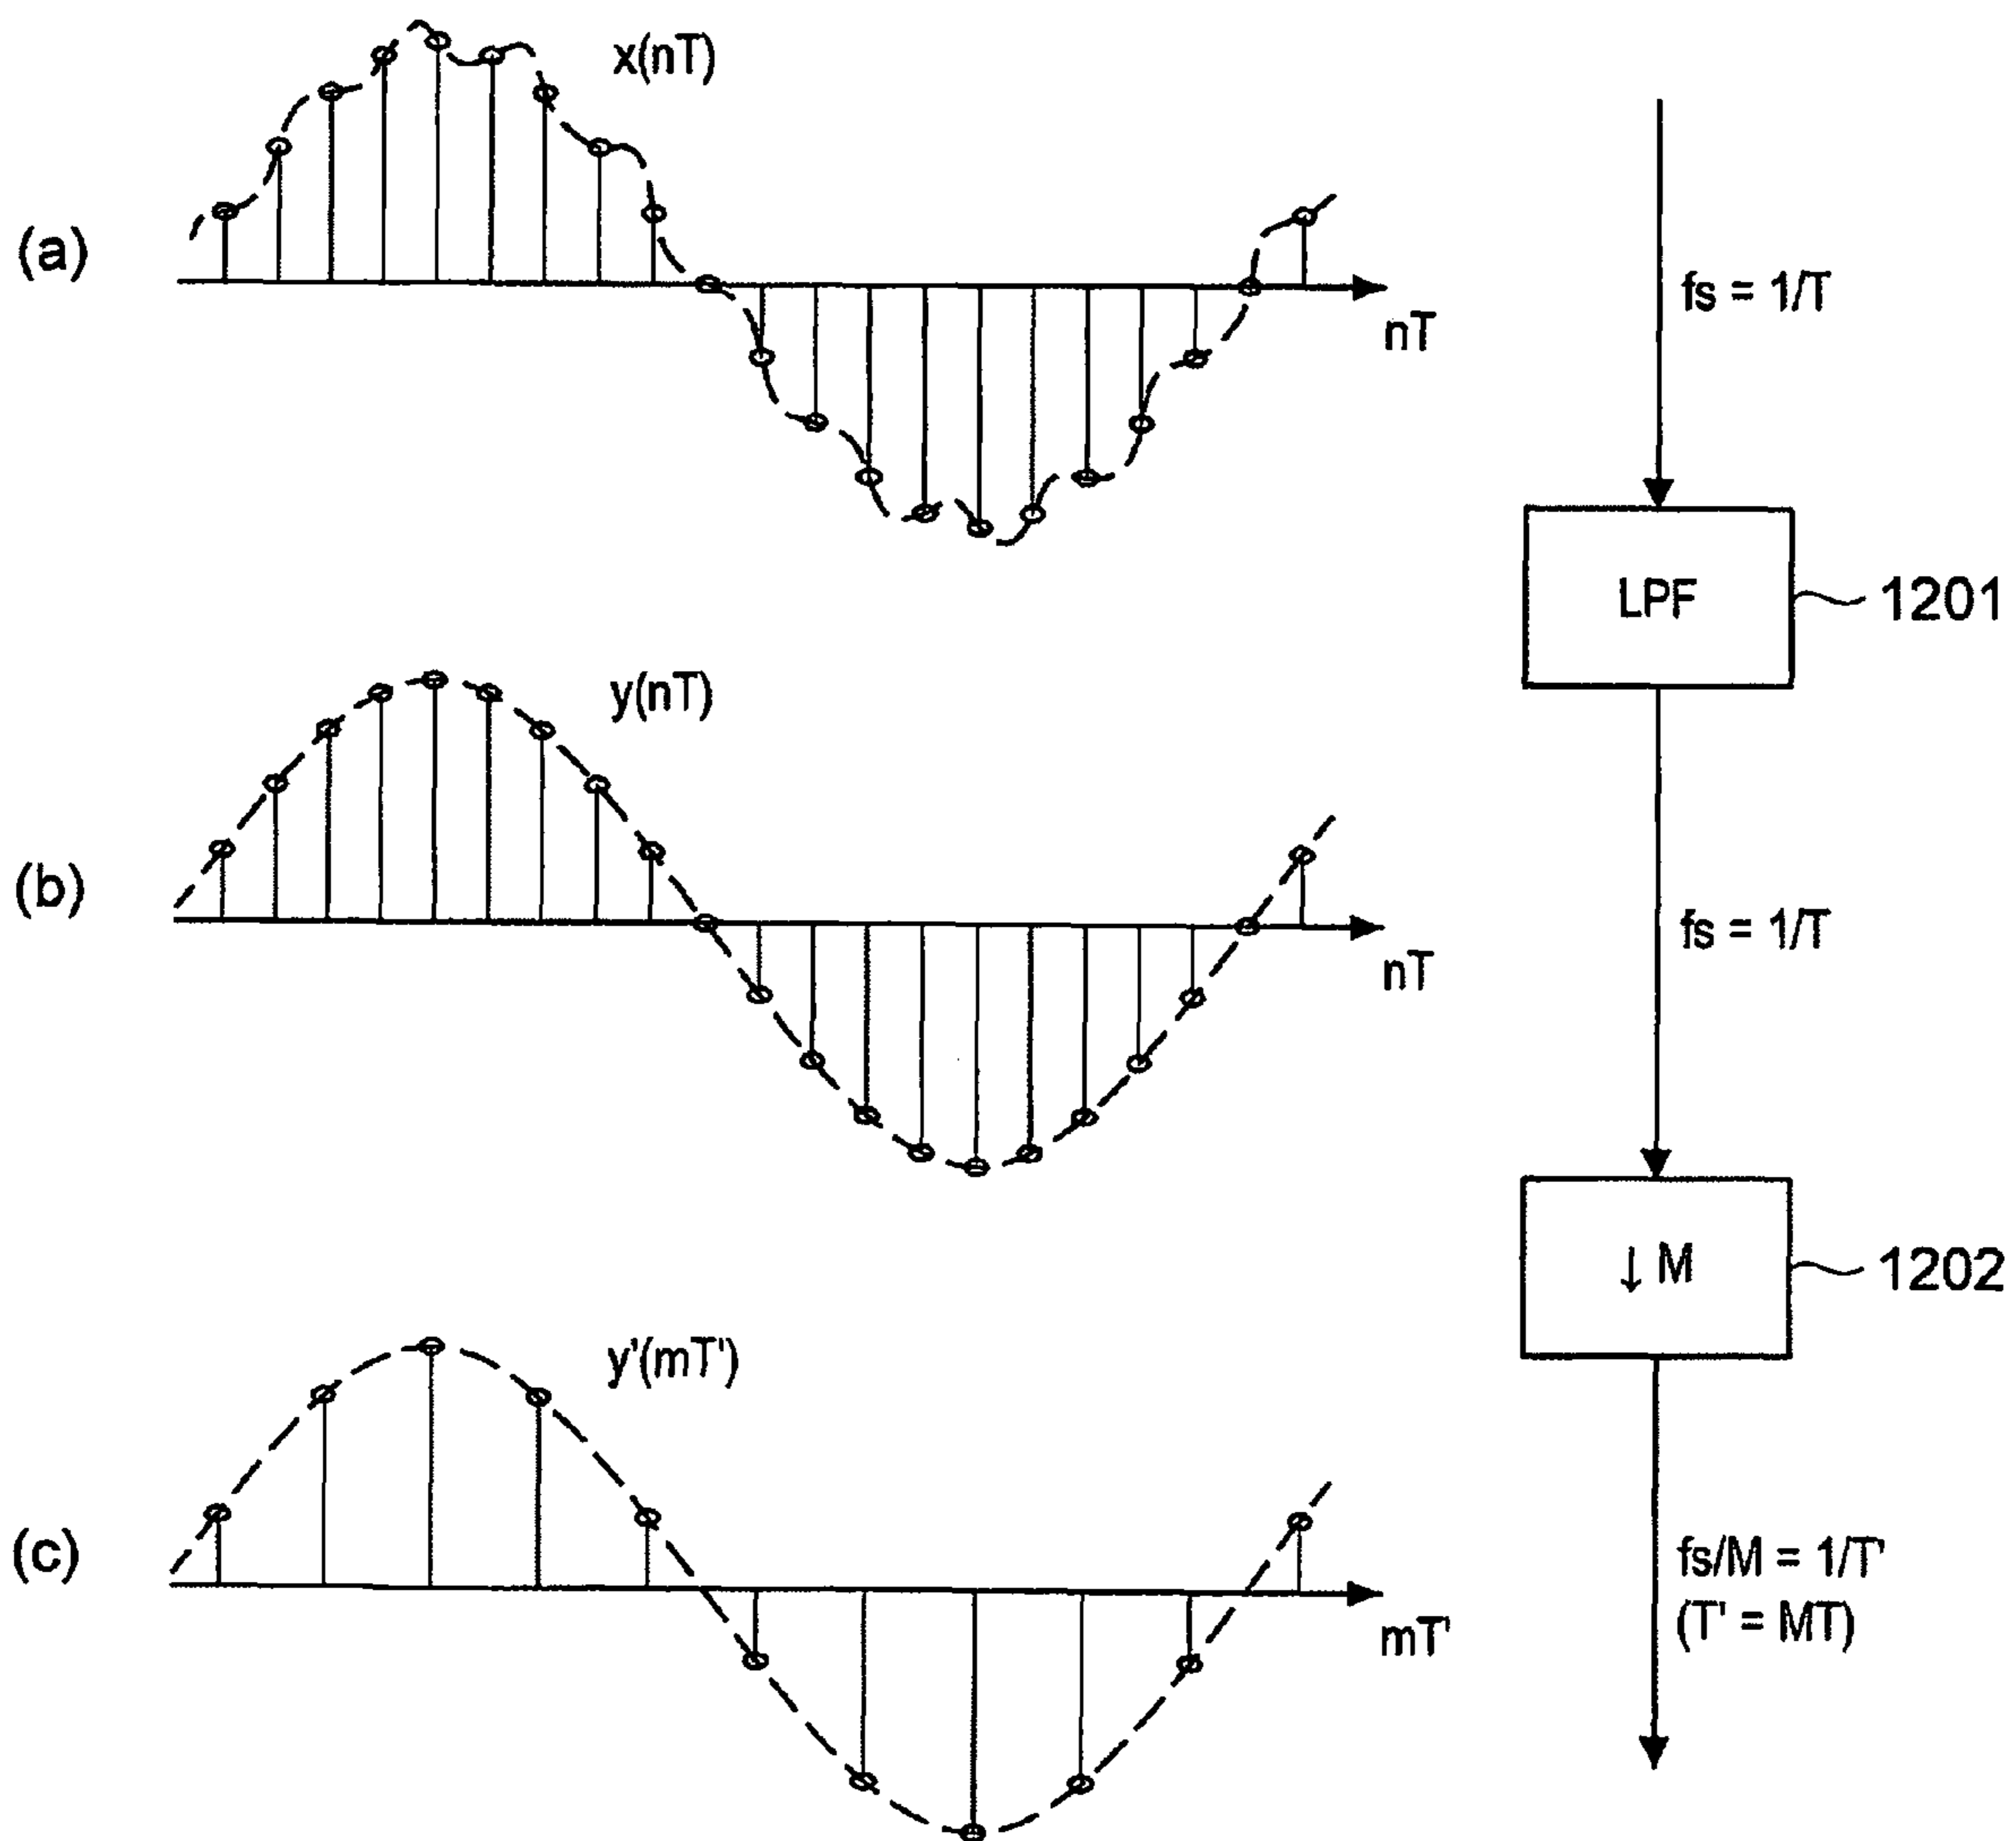 x(nT)
(a)
nT
fs = 1/T
LPF
1201
y(nT)
(b)
nT
fs = 1/T
↓ M
1202
y'(mT')
(c)
mT'
fs/M = 1/T'
(T' = MT)